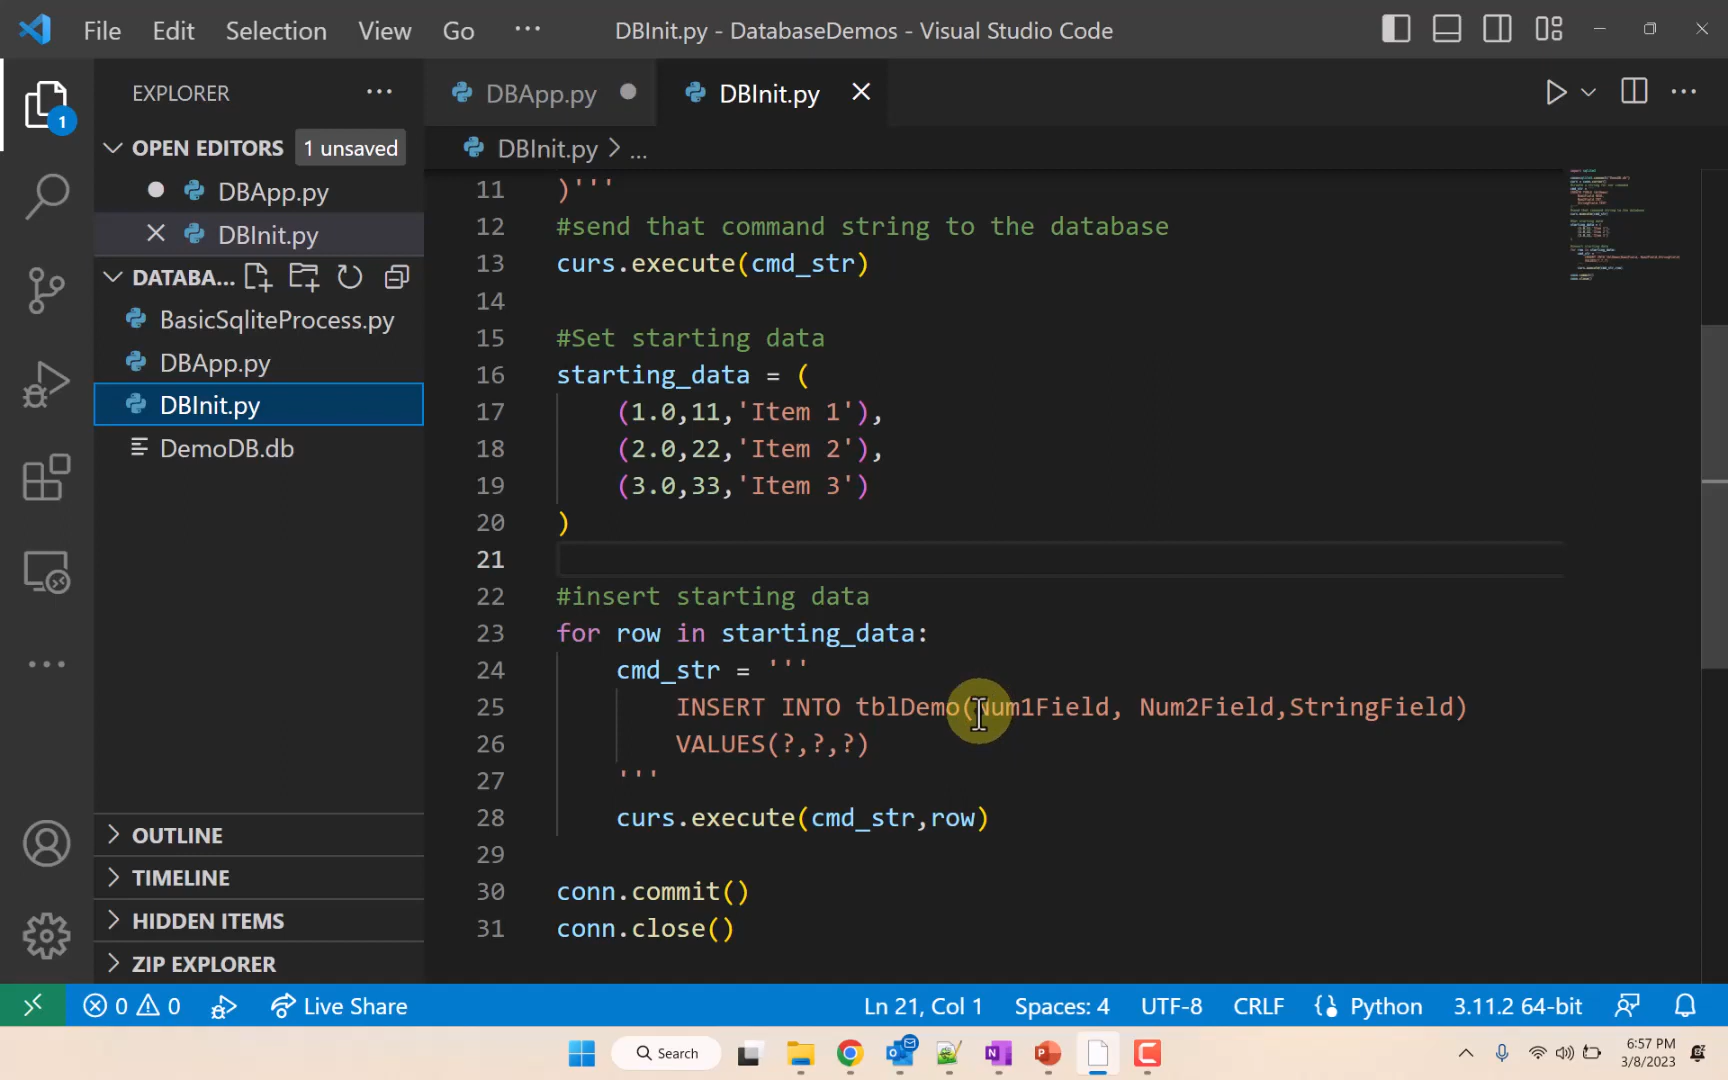 File Edit Selection View Go ··· DBInit.py - DatabaseDemos - Visual Studio Code
EXPLORER ···
DBApp.py DBInit.py
1
OPEN EDITORS 1 unsaved
DBInit.py > ...
DBApp.py
DBInit.py
DATABA...
BasicSqliteProcess.py
DBApp.py
DBInit.py
DemoDB.db
OUTLINE
TIMELINE
HIDDEN ITEMS
ZIP EXPLORER
11 )'''
12 #send that command string to the database
13 curs.execute(cmd_str)
14
15 #Set starting data
16 starting_data = (
17 (1.0,11,'Item 1'),
18 (2.0,22,'Item 2'),
19 (3.0,33,'Item 3')
20 )
21
22 #insert starting data
23 for row in starting_data:
24 cmd_str = '''
25 INSERT INTO tblDemo(Num1Field, Num2Field,StringField)
26 VALUES(?,?,?)
27 '''
28 curs.execute(cmd_str,row)
29
30 conn.commit()
31 conn.close()
0 0 Live Share Ln 21, Col 1 Spaces: 4 UTF-8 CRLF {} Python 3.11.2 64-bit
Search
6:57 PM
3/8/2023